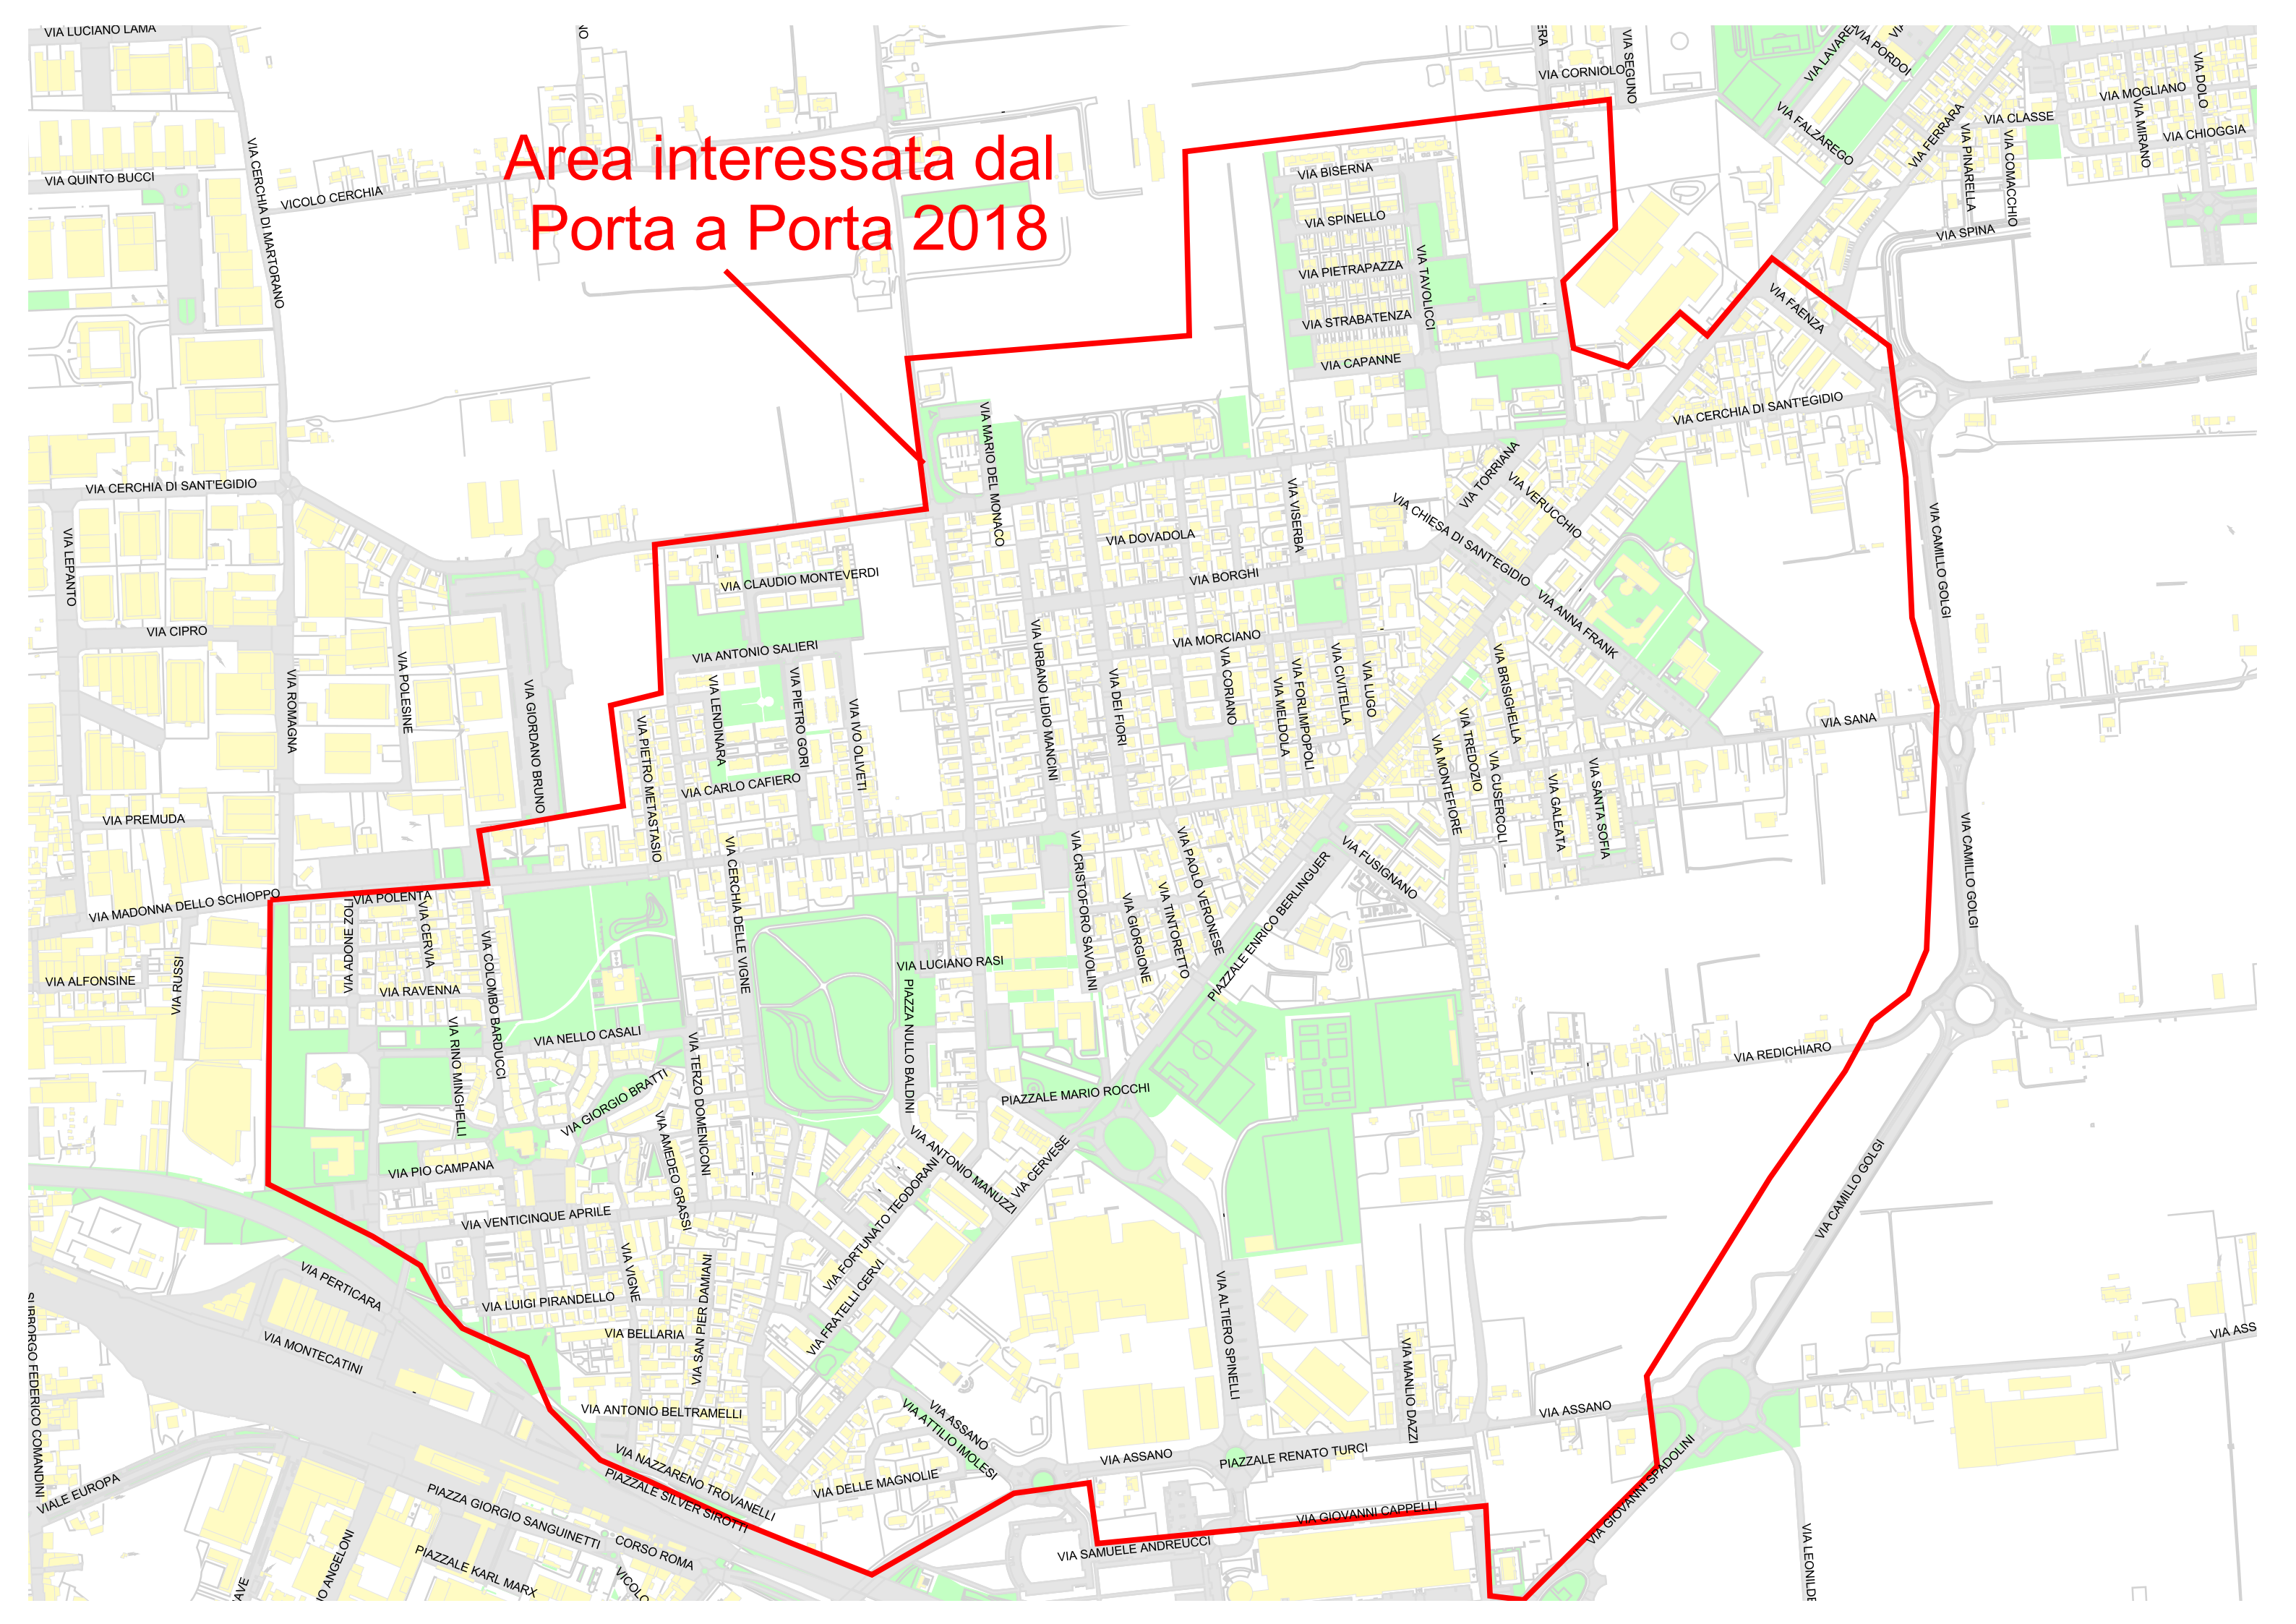 VIA LUCIANO LAMA
VIA SEGUNO
VIA CORNIOLO
VIA PORDOI
VIA FALZAREGO
VIA FERRARA
VIA DOLO
VIA MOGLIANO
VIA MIRANO
VIA CLASSE
VIA CHIOGGIA
VIA PINARELLA
VIA COMACCHIO
VIA SPINA
VIA CERCHIA DI MARTORANO
VIA QUINTO BUCCI
VICOLO CERCHIA
Area interessata dal
Porta a Porta 2018
VIA BISERNA
VIA SPINELLO
VIA PIETRAPAZZA
VIA TAVOLICCI
VIA STRABATENZA
VIA CAPANNE
VIA FAENZA
VIA CERCHIA DI SANT'EGIDIO
VIA MARIO DEL MONACO
VIA TORRIANA
VIA VERUCCHIO
VIA CERCHIA DI SANT'EGIDIO
VIA LEPANTO
VIA VISERBA
VIA CHIESA DI SANT'EGIDIO
VIA DOVADOLA
VIA CAMILLO GOLGI
VIA CLAUDIO MONTEVERDI
VIA BORGHI
VIA ANNA FRANK
VIA CIPRO
VIA MORCIANO
VIA ANTONIO SALIERI
VIA URBANO LIDIO MANCINI
VIA POLESINE
VIA ROMAGNA
VIA GIORDANO BRUNO
VIA LENDINARA
VIA PIETRO GORI
VIA IVO OLIVETI
VIA DEI FIORI
VIA CORIANO
VIA MELDOLA
VIA FORLIMPOPOLI
VIA CIVITELLA
VIA LUGO
VIA BRISIGHELLA
VIA TREDOZIO
VIA MONTEFIORE
VIA CUSERCOLI
VIA GALEATA
VIA SANTA SOFIA
VIA SANA
VIA PIETRO METASTASIO
VIA CARLO CAFIERO
VIA PREMUDA
VIA CAMILLO GOLGI
VIA CERCHIA DELLE VIGNE
VIA CRISTOFORO SAVOLINI
VIA PAOLO VERONESE
VIA TINTORETTO
VIA GIORGIONE
VIA FUSIGNANO
PIAZZALE ENRICO BERLINGUER
VIA MADONNA DELLO SCHIOPPO
VIA POLENTA
VIA ADONE ZOLI
VIA CERVIA
VIA COLOMBO BARDUCCI
VIA RUSSI
VIA ALFONSINE
VIA RAVENNA
VIA LUCIANO RASI
PIAZZA NULLO BALDINI
VIA RINO MINGHELLI
VIA NELLO CASALI
VIA TERZO DOMENICONI
VIA REDICHIARO
VIA GIORGIO BRATTI
PIAZZALE MARIO ROCCHI
VIA AMEDEO GRASSI
VIA ANTONIO MANUZZI
VIA CERVESE
VIA PIO CAMPANA
VIA FORTUNATO TEODORANI
VIA CAMILLO GOLGI
VIA VENTICINQUE APRILE
VIA VIGNE
VIA SAN PIER DAMIANI
VIA FRATELLI CERVI
VIA PERTICARA
VIA LUIGI PIRANDELLO
VIA ALTIERO SPINELLI
SUBBORGO FEDERICO COMANDINI
VIA MONTECATINI
VIA BELLARIA
VIA MANLIO DAZZI
VIA ANTONIO BELTRAMELLI
VIA ASSANO
VIA ATTILIO IMOLESI
VIA ASSANO
VIA ASSANO
PIAZZALE RENATO TURCI
VIA GIOVANNI SPADOLINI
VIA NAZZARENO TROVANELLI
PIAZZALE SILVER SIROTTI
VIA DELLE MAGNOLIE
VIALE EUROPA
PIAZZA GIORGIO SANGUINETTI
VIA GIOVANNI CAPPELLI
VIA SAMUELE ANDREUCCI
CORSO ROMA
PIAZZALE KARL MARX
VICOLO